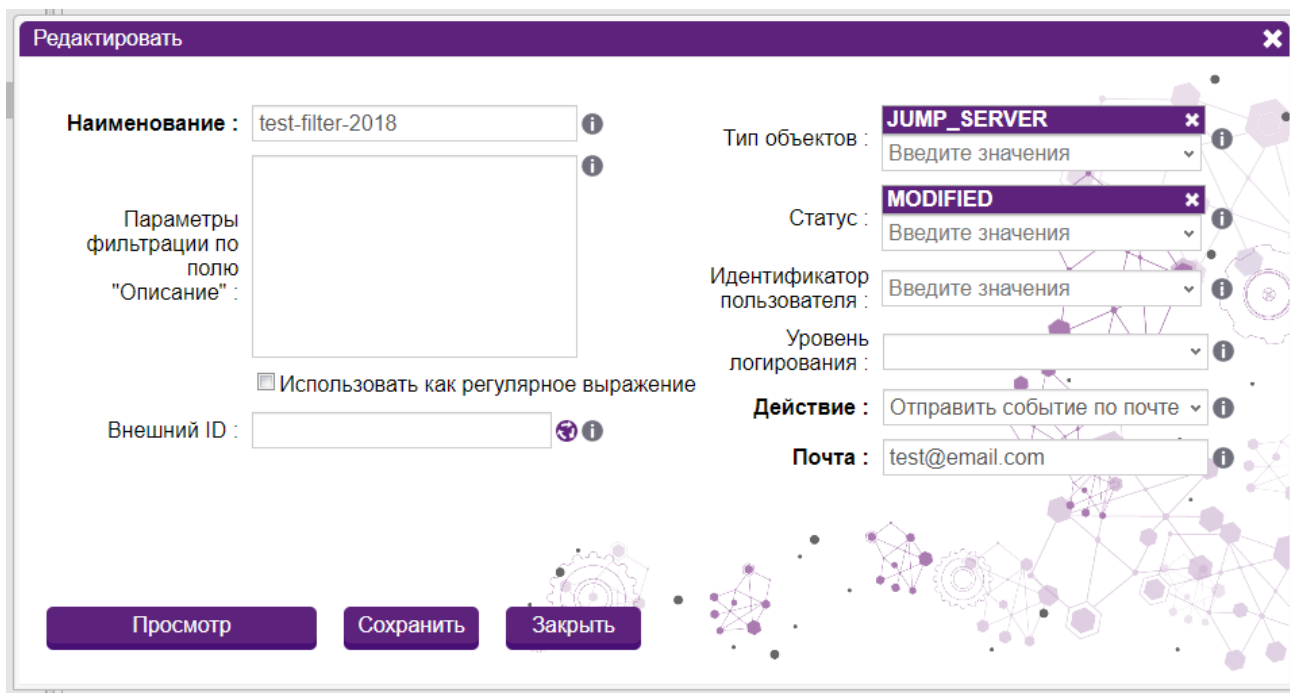 Редактировать
Наименование :
test-filter-2018
Параметры
фильтрации по
полю
"Описание" :
Использовать как регулярное выражение
Внешний ID :
Тип объектов :
JUMP_SERVER
Введите значения
Статус :
MODIFIED
Введите значения
Идентификатор
пользователя :
Введите значения
Уровень
логирования :
Действие :
Отправить событие по почте
Почта :
test@email.com
Просмотр
Сохранить
Закрыть